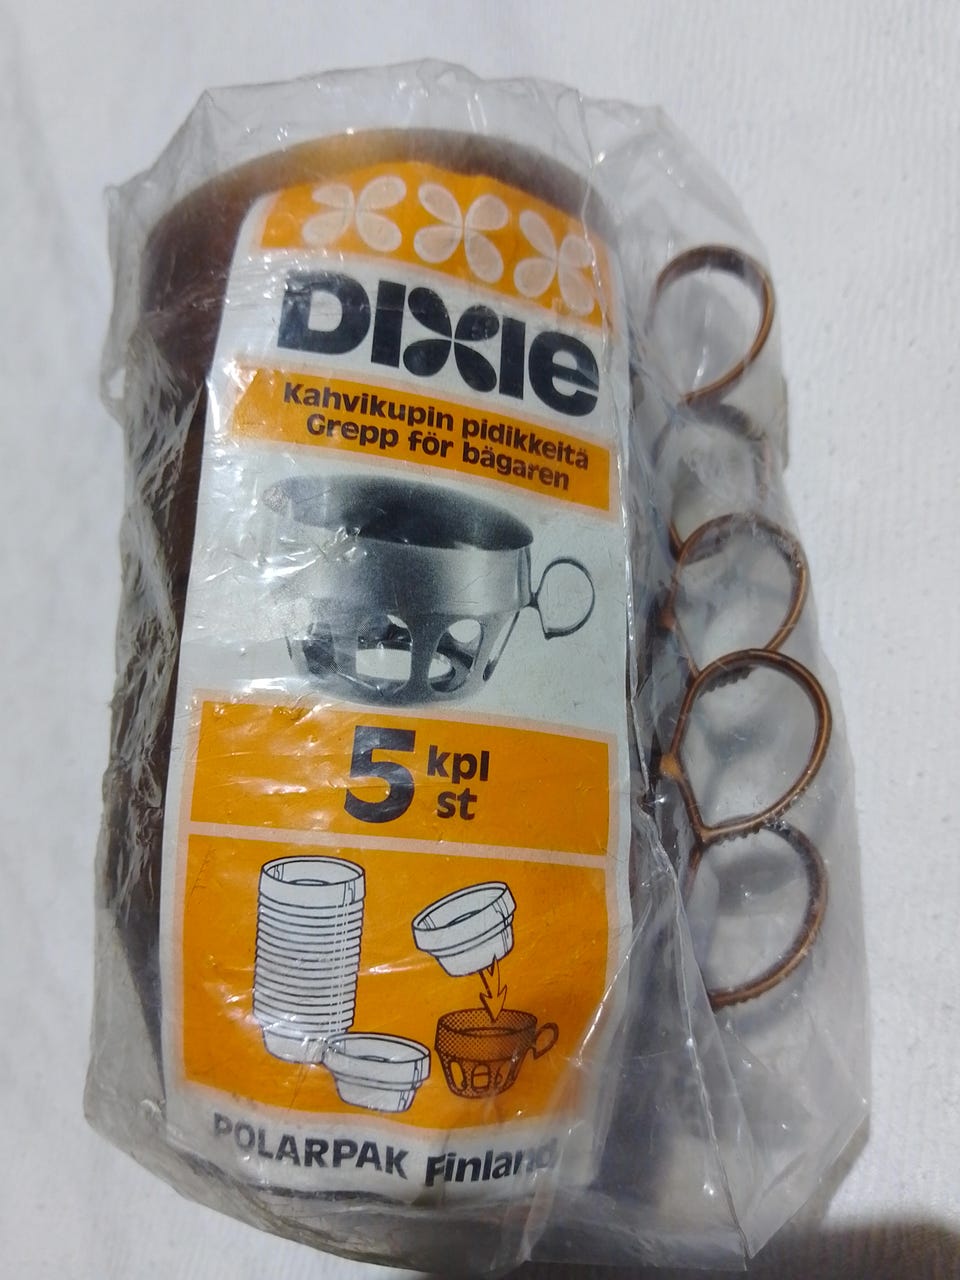 DIXIE
Kahvikupin pidikkeitä
Grepp för bägaren
5 kpl
st
POLARPAK Finland